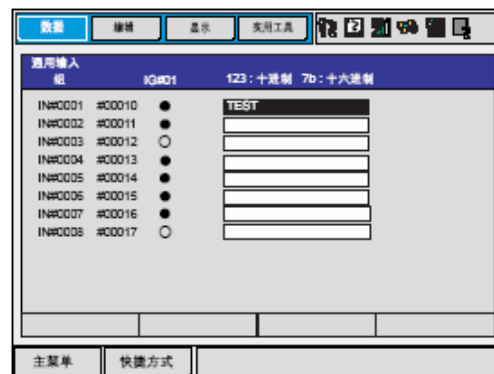 数据 编辑 显示 实用工具
通用输入
组 IG#01 123:十进制 7b:十六进制
IN#0001 #00010 ● TEST
IN#0002 #00011 ●
IN#0003 #00012 ○
IN#0004 #00013 ●
IN#0005 #00014 ●
IN#0006 #00015 ●
IN#0007 #00016 ●
IN#0008 #00017 ○
主菜单 快捷方式